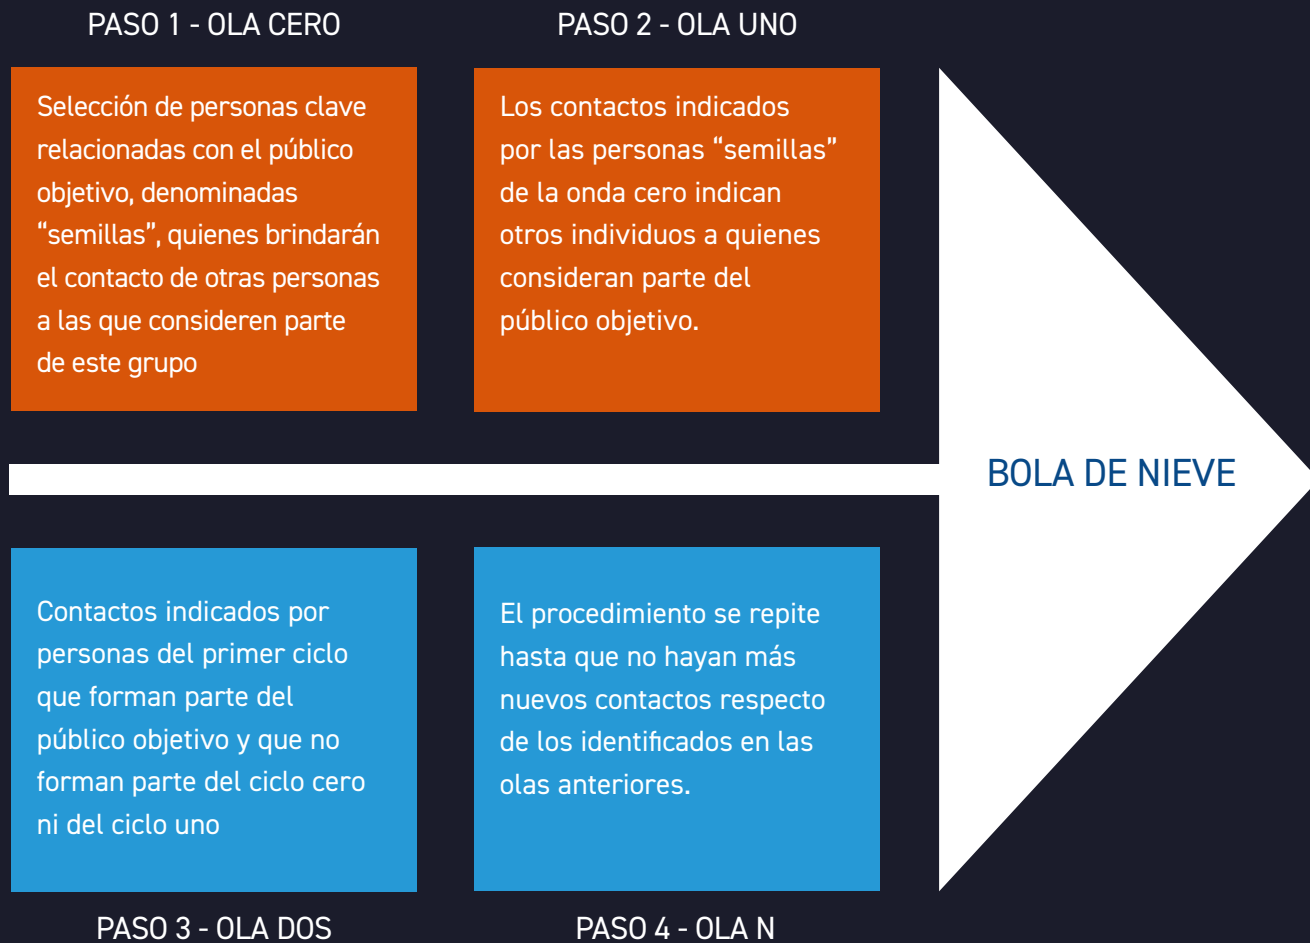 PASO 1 - OLA CERO
Selección de personas clave
relacionadas con el público
objetivo, denominadas
“semillas”, quienes brindarán
el contacto de otras personas
a las que consideren parte
de este grupo
PASO 2 - OLA UNO
Los contactos indicados
por las personas “semillas”
de la onda cero indican
otros individuos a quienes
consideran parte del
público objetivo.
Contactos indicados por
personas del primer ciclo
que forman parte del
público objetivo y que no
forman parte del ciclo cero
ni del ciclo uno
PASO 3 - OLA DOS
El procedimiento se repite
hasta que no hayan más
nuevos contactos respecto
de los identificados en las
olas anteriores.
PASO 4 - OLA N
BOLA DE NIEVE